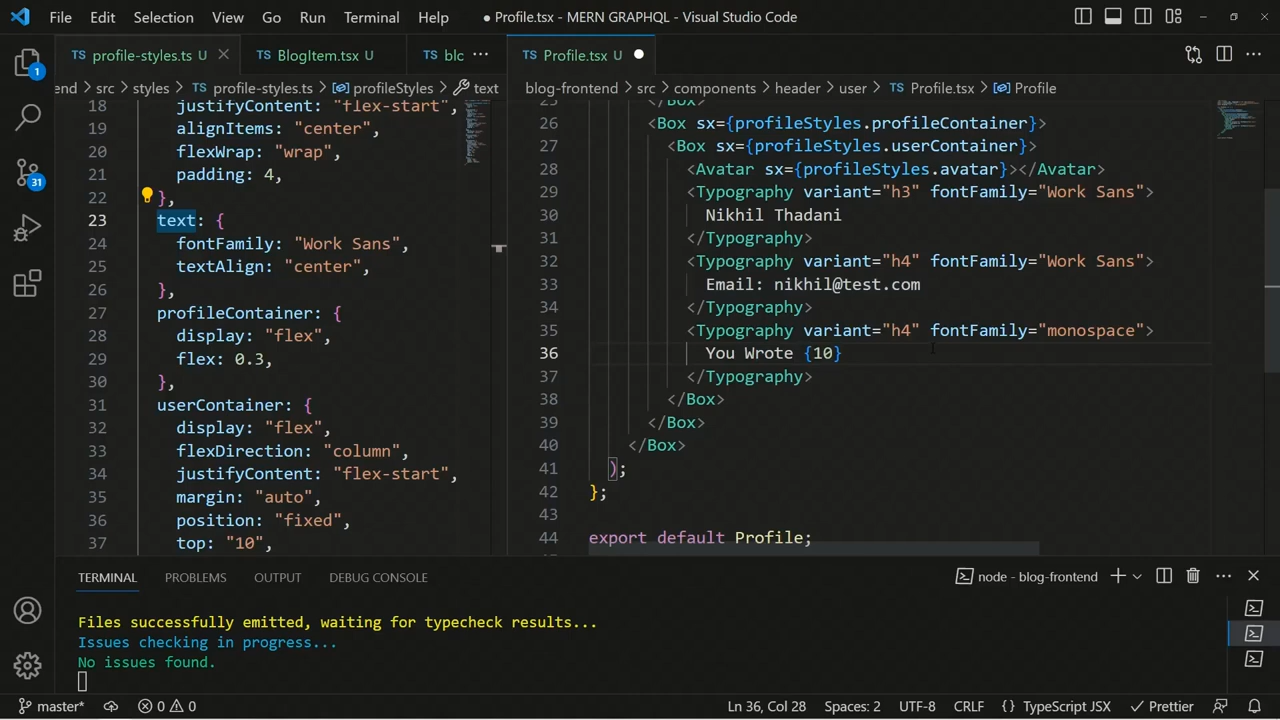 File Edit Selection View Go Run Terminal Help ● Profile.tsx - MERN GRAPHQL - Visual Studio Code
TS profile-styles.ts U TS BlogItem.tsx U TS blc ...
end > src > styles > TS profile-styles.ts > profileStyles > text
18 justifyContent: "flex-start",
19 alignItems: "center",
20 flexWrap: "wrap",
21 padding: 4,
22 },
23 text: {
24 fontFamily: "Work Sans",
25 textAlign: "center",
26 },
27 profileContainer: {
28 display: "flex",
29 flex: 0.3,
30 },
31 userContainer: {
32 display: "flex",
33 flexDirection: "column",
34 justifyContent: "flex-start",
35 margin: "auto",
36 position: "fixed",
37 top: "10",
TS Profile.tsx U ●
blog-frontend > src > components > header > user > TS Profile.tsx > Profile
25 </Box>
26 <Box sx={profileStyles.profileContainer}>
27 <Box sx={profileStyles.userContainer}>
28 <Avatar sx={profileStyles.avatar}></Avatar>
29 <Typography variant="h3" fontFamily="Work Sans">
30 Nikhil Thadani
31 </Typography>
32 <Typography variant="h4" fontFamily="Work Sans">
33 Email: nikhil@test.com
34 </Typography>
35 <Typography variant="h4" fontFamily="monospace">
36 You Wrote {10}
37 </Typography>
38 </Box>
39 </Box>
40 </Box>
41 );
42 };
43
44 export default Profile;
TERMINAL PROBLEMS OUTPUT DEBUG CONSOLE node - blog-frontend
Files successfully emitted, waiting for typecheck results...
Issues checking in progress...
No issues found.
1
31
master* 0 0 Ln 36, Col 28 Spaces: 2 UTF-8 CRLF {} TypeScript JSX Prettier